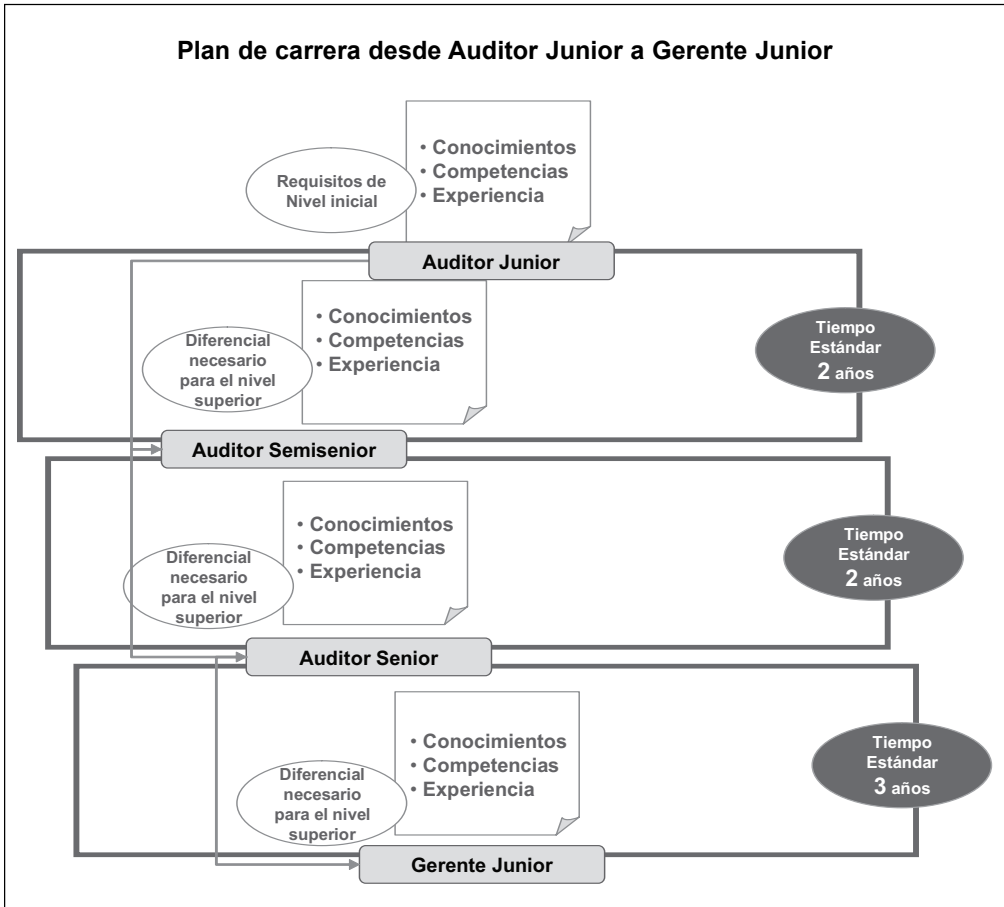 Plan de carrera desde Auditor Junior a Gerente Junior
Requisitos de
Nivel inicial
• Conocimientos
• Competencias
• Experiencia
Auditor Junior
Diferencial
necesario
para el nivel
superior
• Conocimientos
• Competencias
• Experiencia
Tiempo
Estándar
2 años
Auditor Semisenior
Diferencial
necesario
para el nivel
superior
• Conocimientos
• Competencias
• Experiencia
Tiempo
Estándar
2 años
Auditor Senior
Diferencial
necesario
para el nivel
superior
• Conocimientos
• Competencias
• Experiencia
Tiempo
Estándar
3 años
Gerente Junior